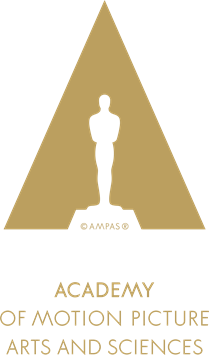 © AMPAS ®
ACADEMY
OF MOTION PICTURE
ARTS AND SCIENCES